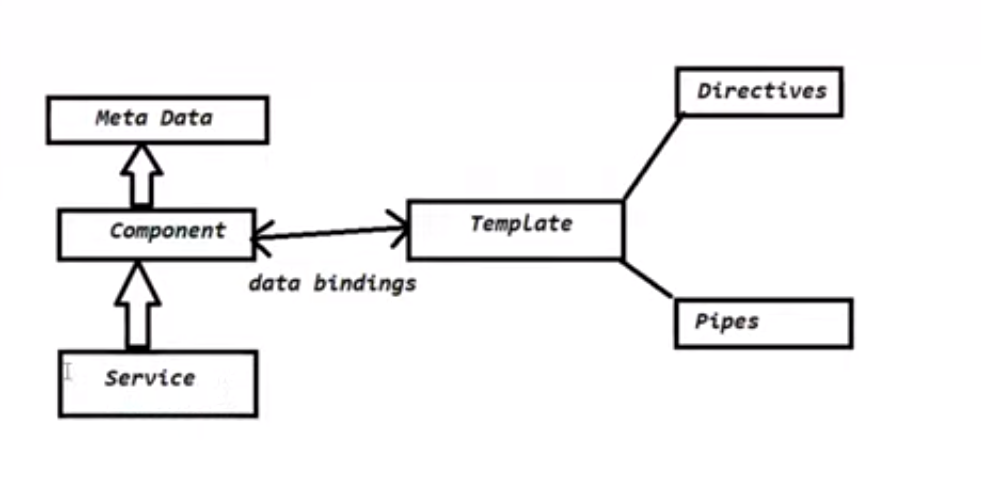 Directives
Meta Data
Component
Template
data bindings
Pipes
Service